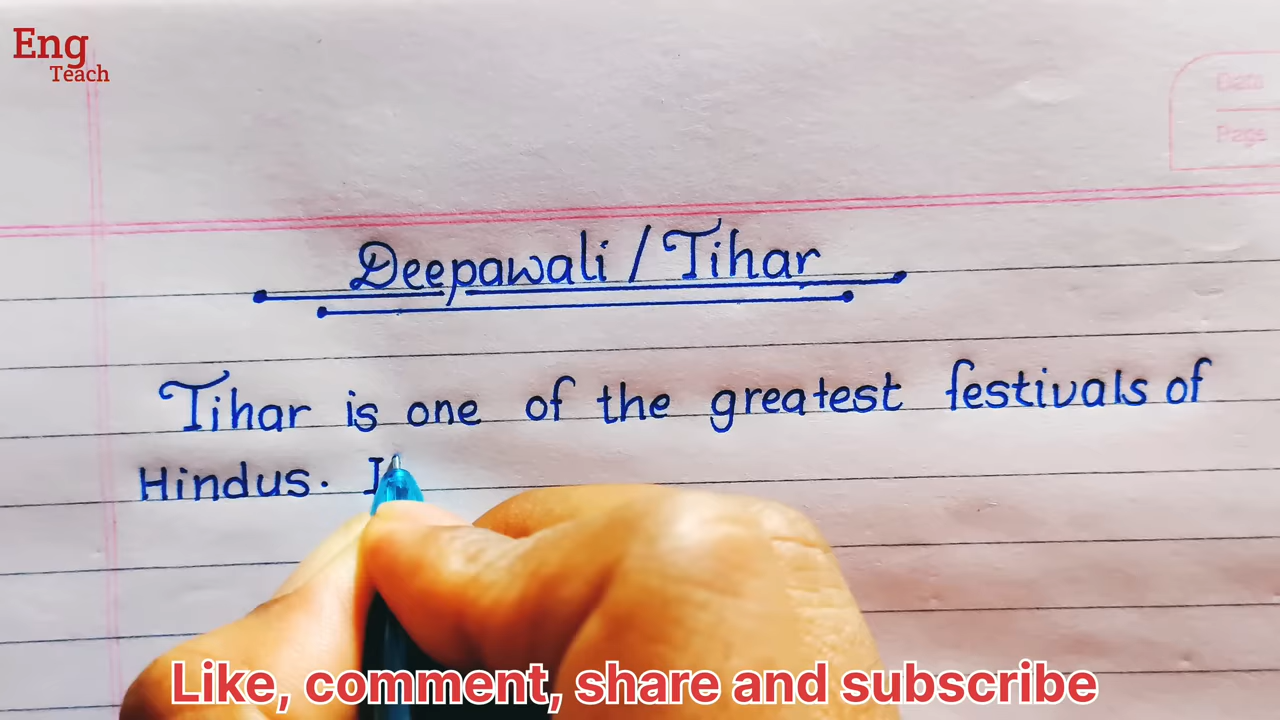 Eng
Teach
Date
Page
Deepawali / Tihar
Tihar is one of the greatest festivals of
Hindus. I
Like, comment, share and subscribe